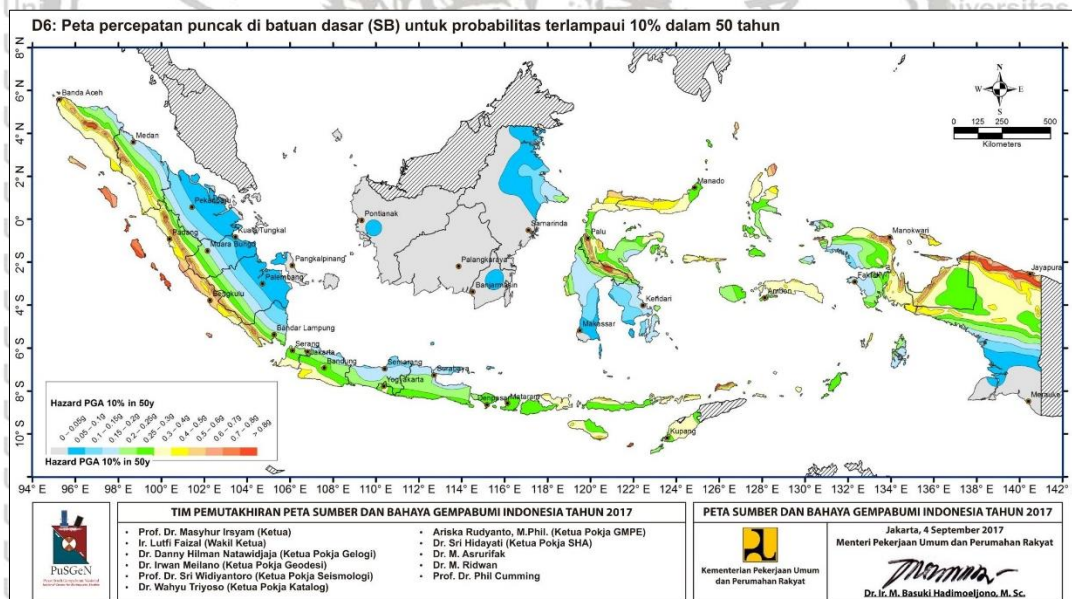 Universitas
D6: Peta percepatan puncak di batuan dasar (SB) untuk probabilitas terlampaui 10% dalam 50 tahun
8° N
6° N
4° N
2° N
0°
2° S
4° S
6° S
8° S
10° S
N
W E
S
0 125 250 500
Kilometers
Banda Aceh
Medan
Pekanbaru
Padang
Kuala Tungkal
Muara Bungo
Pangkalpinang
Palembang
Bengkulu
Bandar Lampung
Serang
Jakarta
Bandung
Semarang
Yogyakarta
Surabaya
Denpasar
Mataram
Kupang
Pontianak
Samarinda
Palangkaraya
Banjarmasin
Manado
Palu
Kendari
Makassar
Ambon
Manokwari
Fakfak
Jayapura
Merauke
Hazard PGA 10% in 50y
0 – 0.05g
0.05 – 0.1g
0.1 – 0.15g
0.15 – 0.2g
0.2 – 0.25g
0.25 – 0.3g
0.3 – 0.4g
0.4 – 0.5g
0.5 – 0.6g
0.6 – 0.7g
0.7 – 0.8g
> 0.8g
Hazard PGA 10% in 50y
94° E 96° E 98° E 100° E 102° E 104° E 106° E 108° E 110° E 112° E 114° E 116° E 118° E 120° E 122° E 124° E 126° E 128° E 130° E 132° E 134° E 136° E 138° E 140° E 142° E
PuSGeN
TIM PEMUTAKHIRAN PETA SUMBER DAN BAHAYA GEMPABUMI INDONESIA TAHUN 2017
• Prof. Dr. Masyhur Irsyam (Ketua)
• Ir. Lutfi Faizal (Wakil Ketua)
• Dr. Danny Hilman Natawidjaja (Ketua Pokja Gelogi)
• Dr. Irwan Meilano (Ketua Pokja Geodesi)
• Prof. Dr. Sri Widiyantoro (Ketua Pokja Seismologi)
• Dr. Wahyu Triyoso (Ketua Pokja Katalog)
• Ariska Rudyanto, M.Phil. (Ketua Pokja GMPE)
• Dr. Sri Hidayati (Ketua Pokja SHA)
• Dr. M. Asrurifak
• Dr. M. Ridwan
• Prof. Dr. Phil Cumming
PETA SUMBER DAN BAHAYA GEMPABUMI INDONESIA TAHUN 2017
Kementerian Pekerjaan Umum
dan Perumahan Rakyat
Jakarta, 4 September 2017
Menteri Pekerjaan Umum dan Perumahan Rakyat
Dr. Ir. M. Basuki Hadimoeljono, M. Sc.